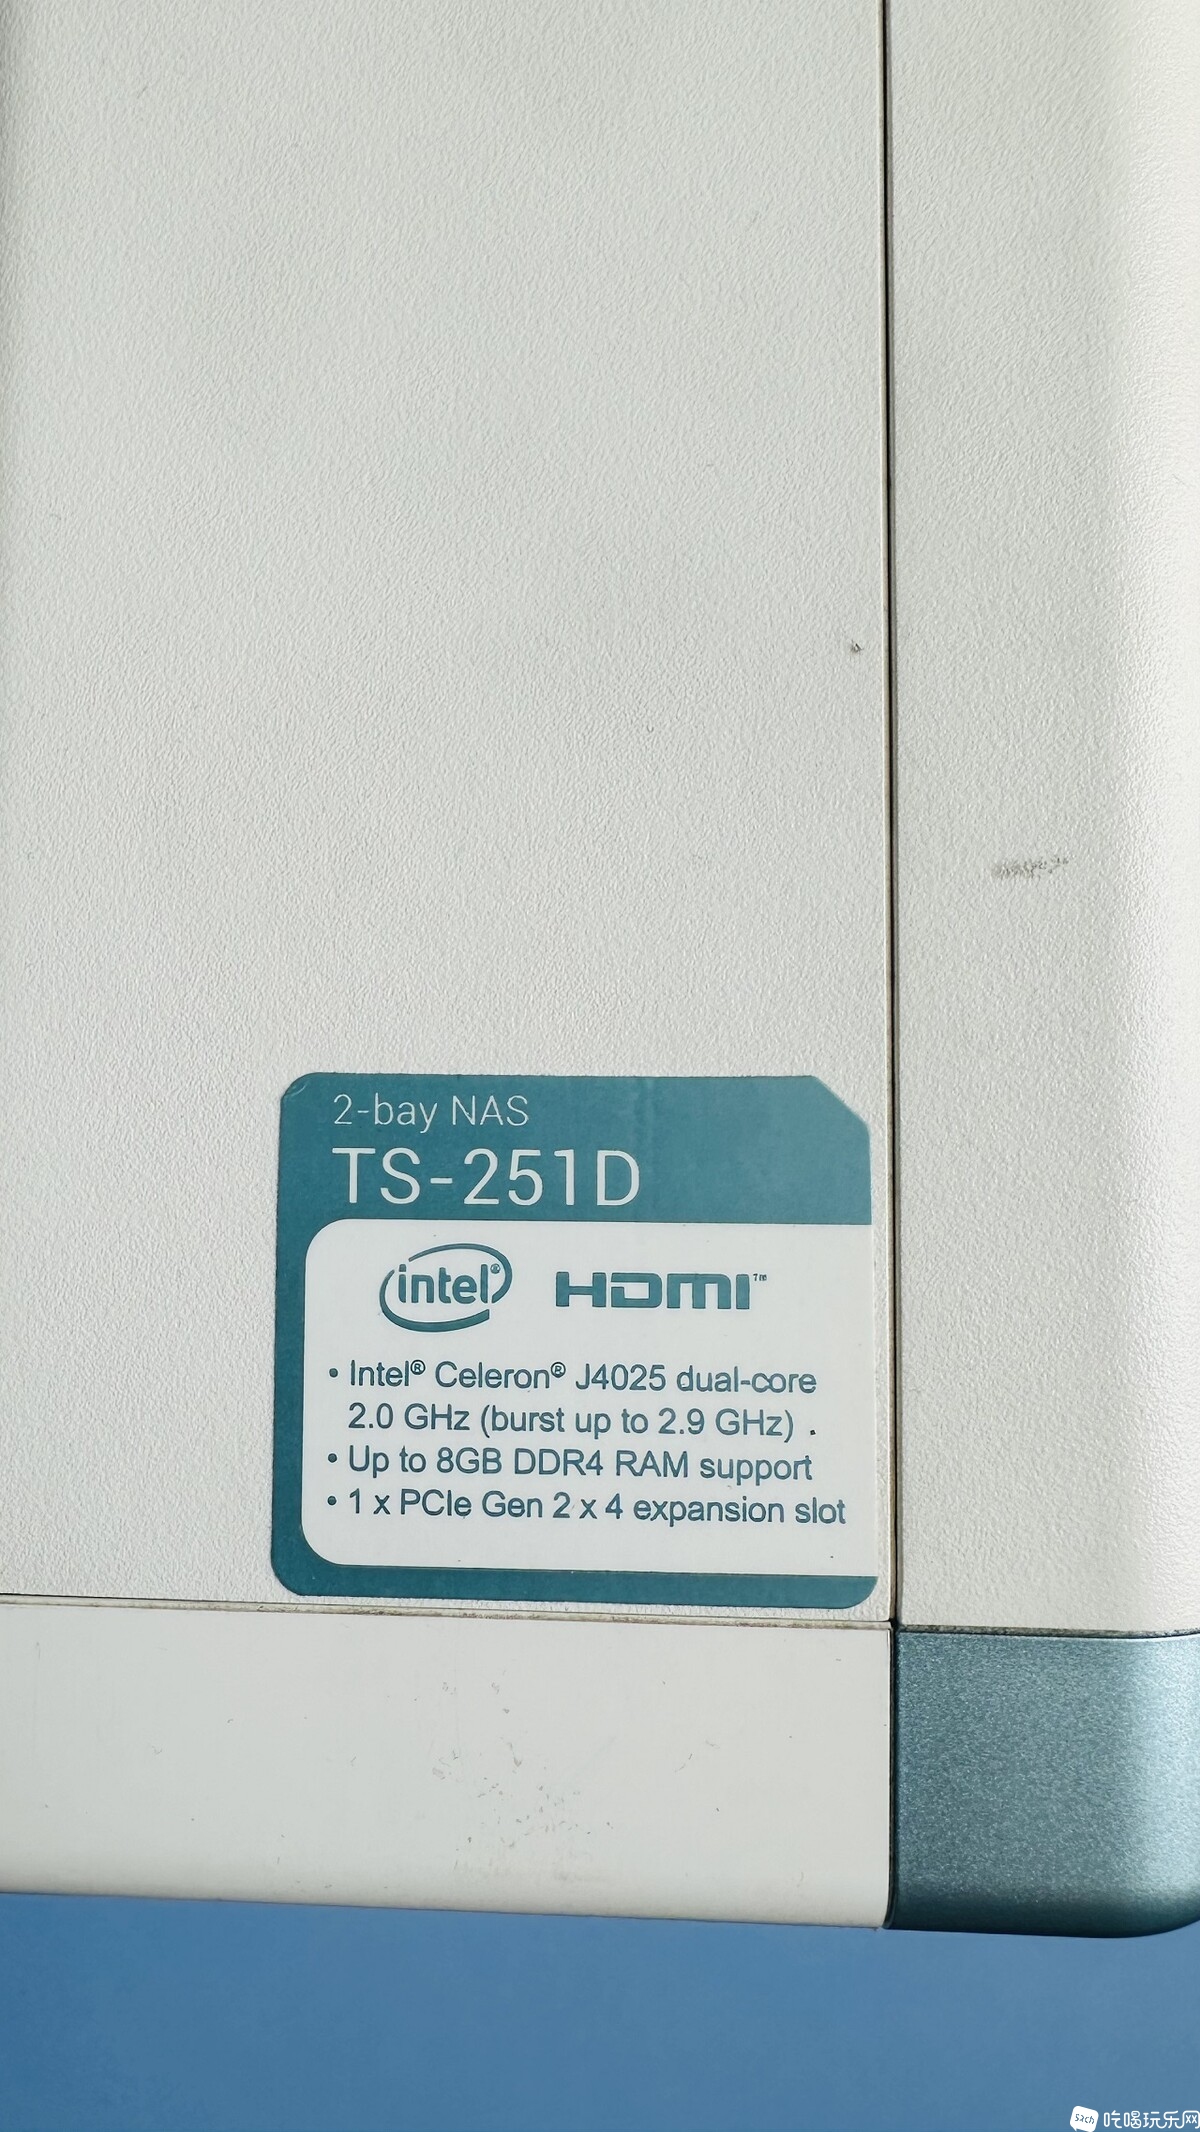 2-bay NAS
TS-251D
intel® HDMI™
• Intel® Celeron® J4025 dual-core
2.0 GHz (burst up to 2.9 GHz) .
• Up to 8GB DDR4 RAM support
• 1 x PCIe Gen 2 x 4 expansion slot
52ch 吃喝玩乐网